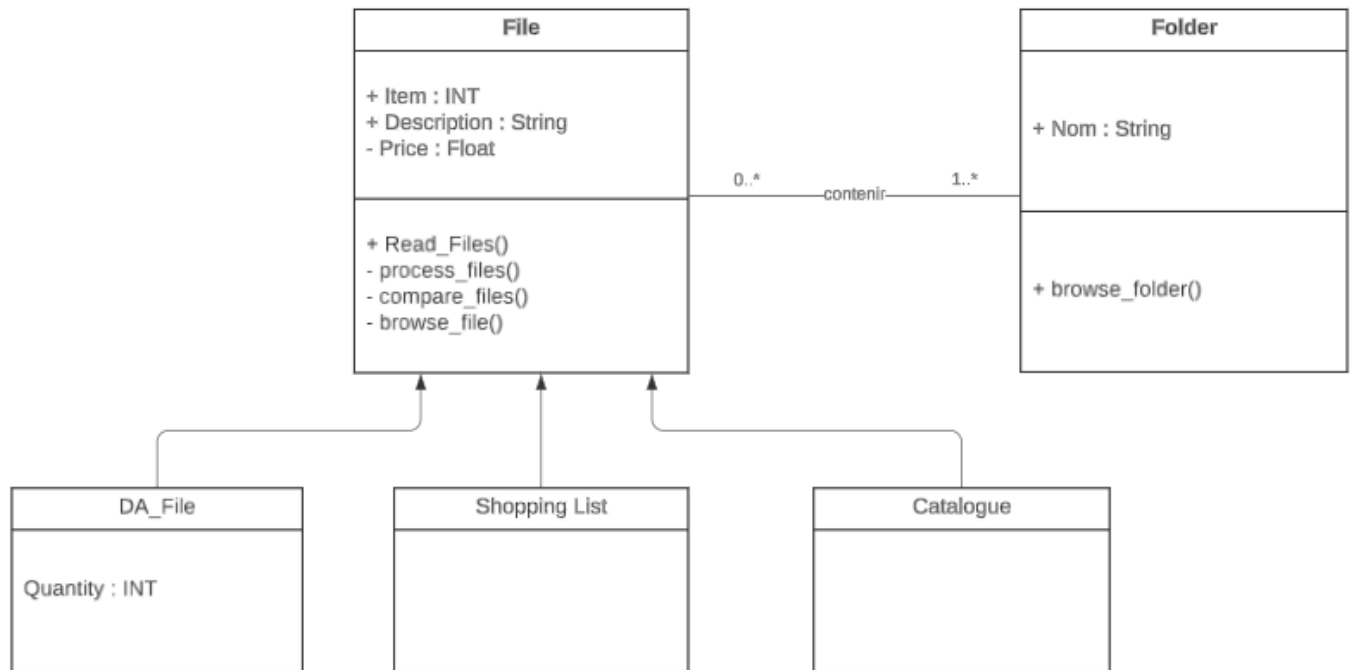 File
+ Item : INT
+ Description : String
- Price : Float
+ Read_Files()
- process_files()
- compare_files()
- browse_file()
0..*
contenir
1..*
Folder
+ Nom : String
+ browse_folder()
DA_File
Quantity : INT
Shopping List
Catalogue